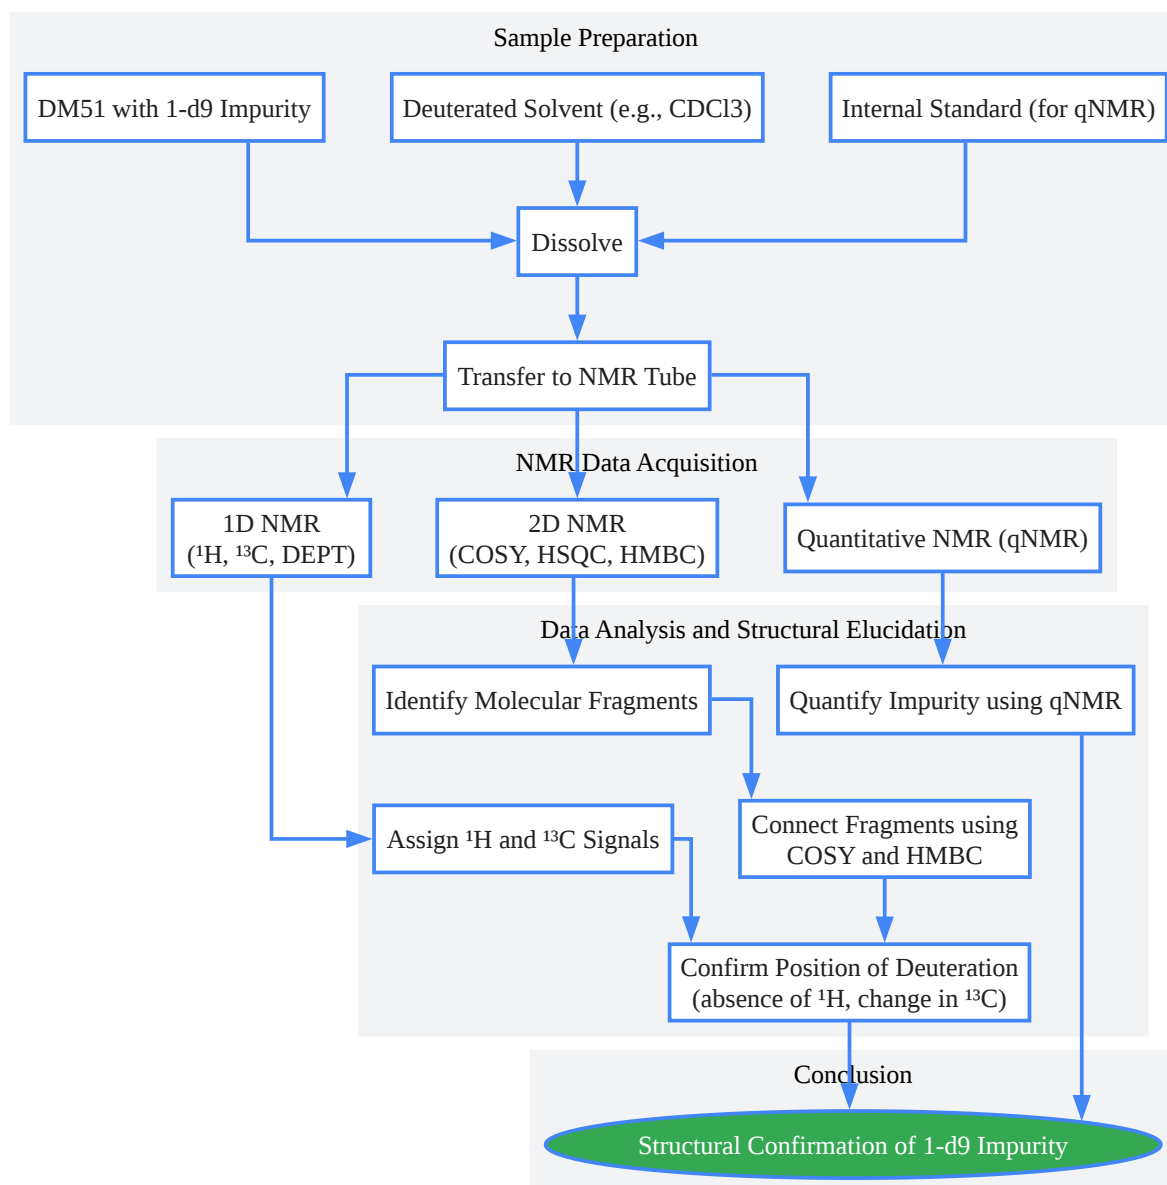 Sample Preparation
DM51 with 1-d9 Impurity
Deuterated Solvent (e.g., CDCl3)
Internal Standard (for qNMR)
Dissolve
Transfer to NMR Tube
NMR Data Acquisition
1D NMR
(¹H, ¹³C, DEPT)
2D NMR
(COSY, HSQC, HMBC)
Quantitative NMR (qNMR)
Data Analysis and Structural Elucidation
Identify Molecular Fragments
Quantify Impurity using qNMR
Assign ¹H and ¹³C Signals
Connect Fragments using
COSY and HMBC
Confirm Position of Deuteration
(absence of ¹H, change in ¹³C)
Conclusion
Structural Confirmation of 1-d9 Impurity